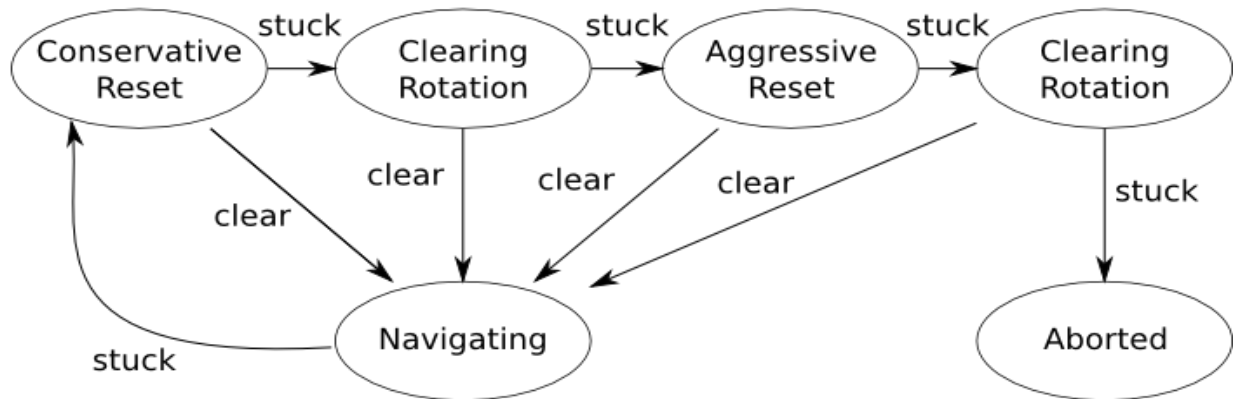 stuck
stuck
stuck
Conservative
Reset
Clearing
Rotation
Aggressive
Reset
Clearing
Rotation
clear
clear
clear
clear
stuck
Navigating
Aborted
stuck